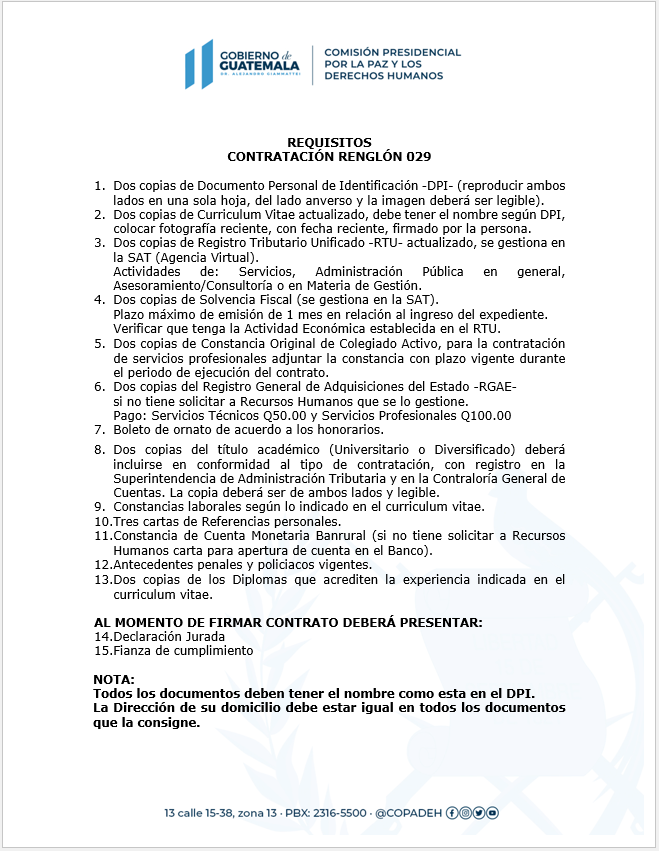 GOBIERNO de
GUATEMALA
DR. ALEJANDRO GIAMMATTEI
COMISIÓN PRESIDENCIAL
POR LA PAZ Y LOS
DERECHOS HUMANOS
REQUISITOS
CONTRATACIÓN RENGLÓN 029
1. Dos copias de Documento Personal de Identificación -DPI- (reproducir ambos
lados en una sola hoja, del lado anverso y la imagen deberá ser legible).
2. Dos copias de Curriculum Vitae actualizado, debe tener el nombre según DPI,
colocar fotografía reciente, con fecha reciente, firmado por la persona.
3. Dos copias de Registro Tributario Unificado -RTU- actualizado, se gestiona en
la SAT (Agencia Virtual).
Actividades de: Servicios, Administración Pública en general,
Asesoramiento/Consultoría o en Materia de Gestión.
4. Dos copias de Solvencia Fiscal (se gestiona en la SAT).
Plazo máximo de emisión de 1 mes en relación al ingreso del expediente.
Verificar que tenga la Actividad Económica establecida en el RTU.
5. Dos copias de Constancia Original de Colegiado Activo, para la contratación
de servicios profesionales adjuntar la constancia con plazo vigente durante
el periodo de ejecución del contrato.
6. Dos copias del Registro General de Adquisiciones del Estado -RGAE-
si no tiene solicitar a Recursos Humanos que se lo gestione.
Pago: Servicios Técnicos Q50.00 y Servicios Profesionales Q100.00
7. Boleto de ornato de acuerdo a los honorarios.
8. Dos copias del título académico (Universitario o Diversificado) deberá
incluirse en conformidad al tipo de contratación, con registro en la
Superintendencia de Administración Tributaria y en la Contraloría General de
Cuentas. La copia deberá ser de ambos lados y legible.
9. Constancias laborales según lo indicado en el curriculum vitae.
10.Tres cartas de Referencias personales.
11.Constancia de Cuenta Monetaria Banrural (si no tiene solicitar a Recursos
Humanos carta para apertura de cuenta en el Banco).
12.Antecedentes penales y policiacos vigentes.
13.Dos copias de los Diplomas que acrediten la experiencia indicada en el
curriculum vitae.
AL MOMENTO DE FIRMAR CONTRATO DEBERÁ PRESENTAR:
14.Declaración Jurada
15.Fianza de cumplimiento
NOTA:
Todos los documentos deben tener el nombre como esta en el DPI.
La Dirección de su domicilio debe estar igual en todos los documentos
que la consigne.
13 calle 15-38, zona 13 · PBX: 2316-5500 · @COPADEH